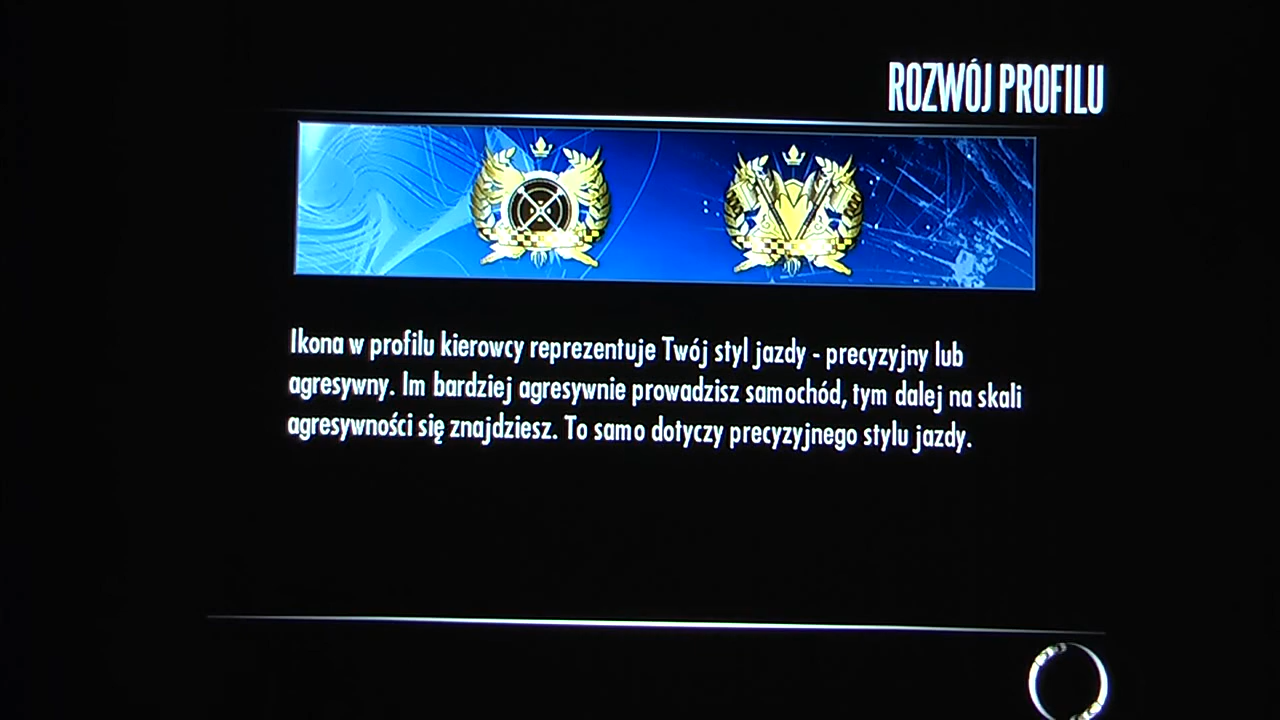 ROZWÓJ PROFILU
Ikona w profilu kierowcy reprezentuje Twój styl jazdy - precyzyjny lub
agresywny. Im bardziej agresywnie prowadzisz samochód, tym dalej na skali
agresywności się znajdziesz. To samo dotyczy precyzyjnego stylu jazdy.